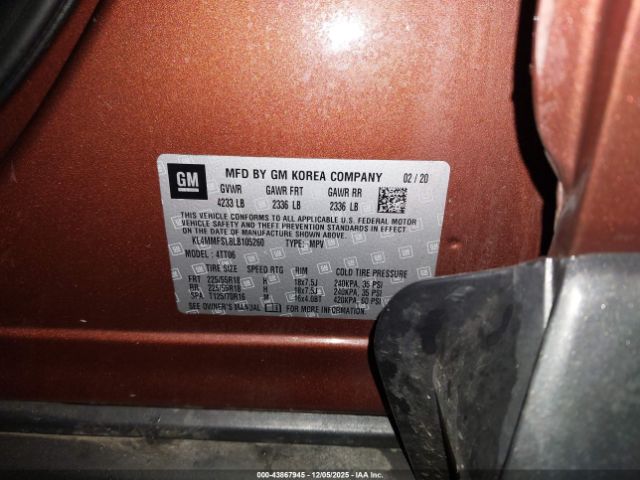 GM
MFD BY GM KOREA COMPANY 02 / 20
GVWR GAWR FRT GAWR RR
4233 LB 2336 LB 2336 LB
THIS VEHICLE CONFORMS TO ALL APPLICABLE U.S. FEDERAL MOTOR
VEHICLE SAFETY AND THEFT PREVENTION STANDARDS IN EFFECT ON
THE DATE OF MANUFACTURE SHOWN ABOVE.
KL4MMFSL8LB105260 TYPE: MPV
MODEL: 4TT06
TIRE SIZE SPEED RTG RIM COLD TIRE PRESSURE
FRT 225/55R18 H 18x7.5J 240KPA, 35 PSI
RR 225/55R18 H 18x7.5J 240KPA, 35 PSI
SPA T125/70R16 M 16x4.0BT 420KPA, 60 PSI
SEE OWNER'S MANUAL FOR MORE INFORMATION.
000-43867945 - 12/05/2025 - IAA Holdings, LLC Copyright